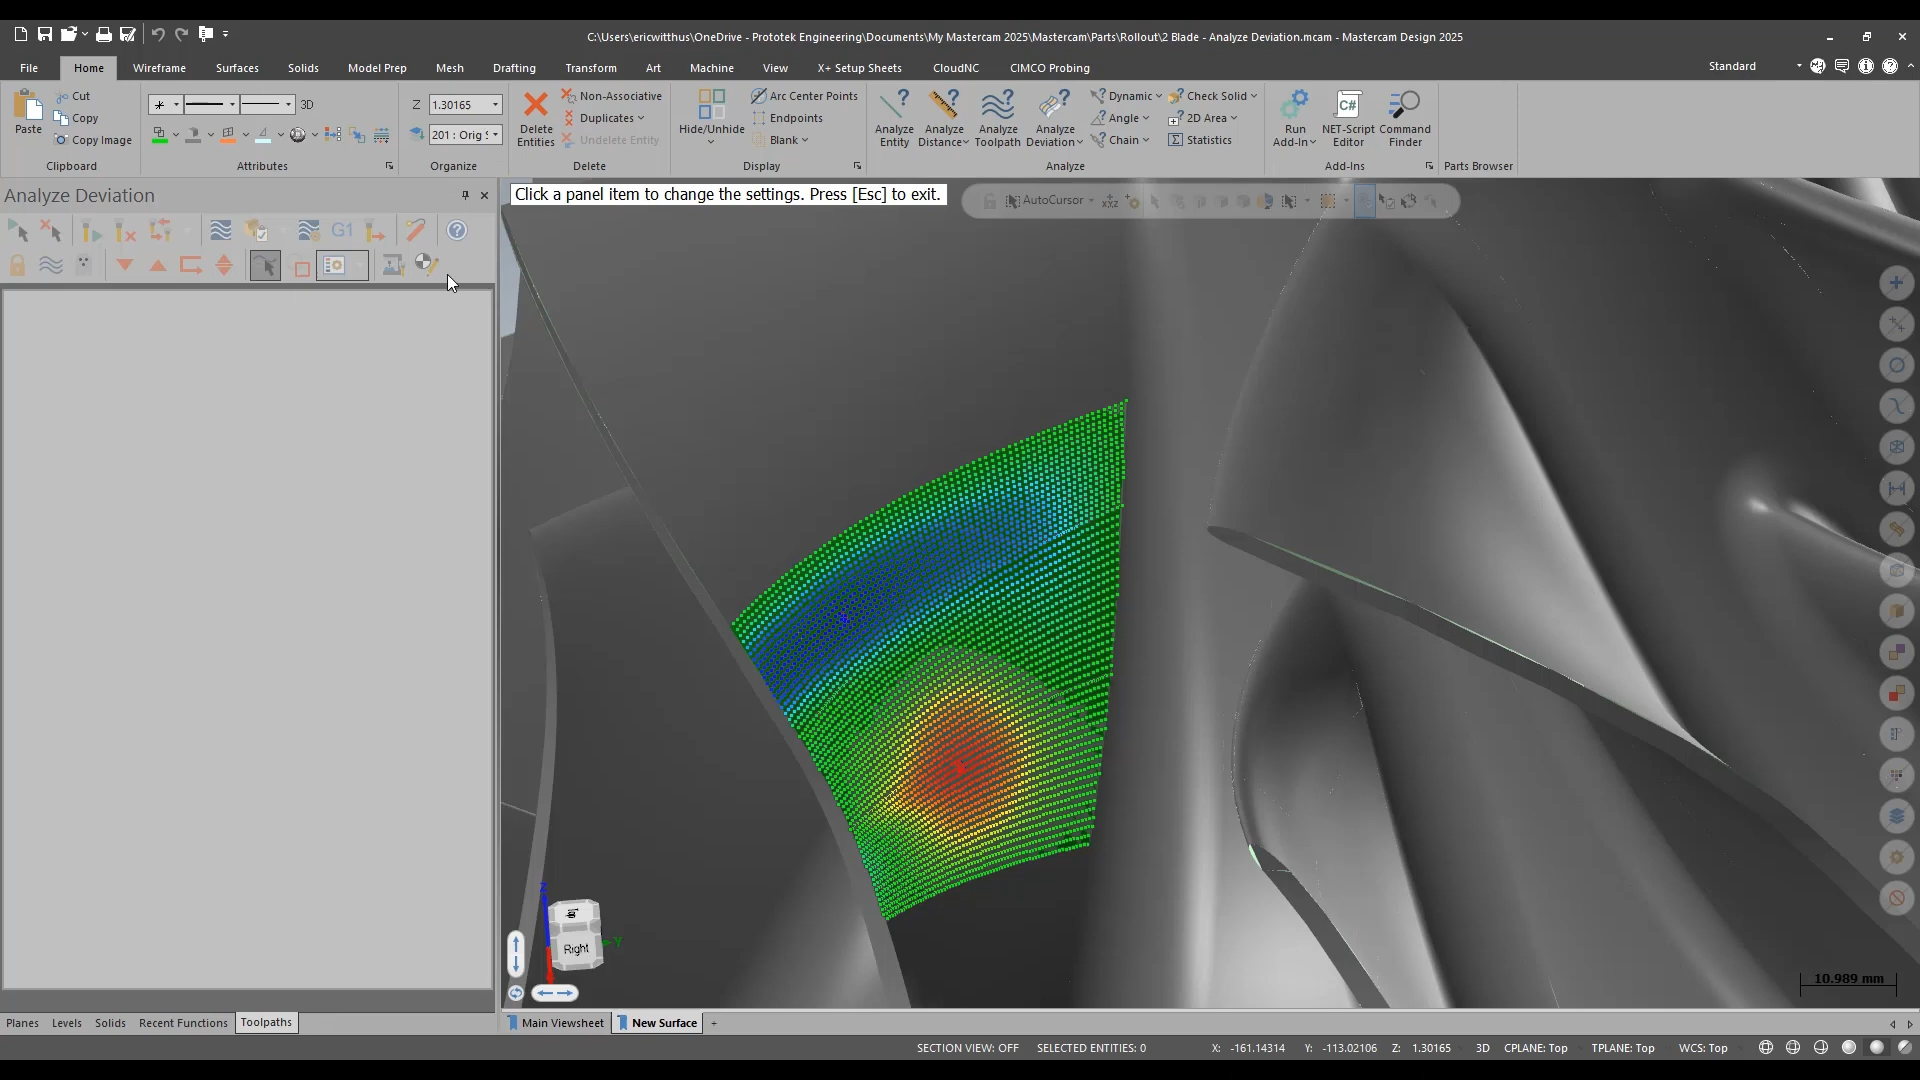 C:\Users\ericwitthus\OneDrive - Prototek Engineering\Documents\My Mastercam 2025\Mastercam\Parts\Rollout\2 Blade - Analyze Deviation.mcam - Mastercam Design 2025
File Home Wireframe Surfaces Solids Model Prep Mesh Drafting Transform Art Machine View X+ Setup Sheets CloudNC CIMCO Probing Standard
Paste
Cut
Copy
Copy Image
Clipboard
3D
Attributes
Z 1.30165
201 : Orig S
Organize
Delete Entities
Non-Associative
Duplicates
Undelete Entity
Delete
Hide/Unhide
Arc Center Points
Endpoints
Blank
Display
Analyze Entity
Analyze Distance
Analyze Toolpath
Analyze Deviation
Dynamic
Angle
Chain
Check Solid
2D Area
Statistics
Analyze
Run Add-In
C#
NET-Script Editor
Command Finder
Add-Ins
Parts Browser
Analyze Deviation
G1
Click a panel item to change the settings. Press [Esc] to exit.
AutoCursor
Z
Right
Y
10.989 mm
Planes Levels Solids Recent Functions Toolpaths
Main Viewsheet New Surface +
SECTION VIEW: OFF SELECTED ENTITIES: 0 X: -161.14314 Y: -113.02106 Z: 1.30165 3D CPLANE: Top TPLANE: Top WCS: Top